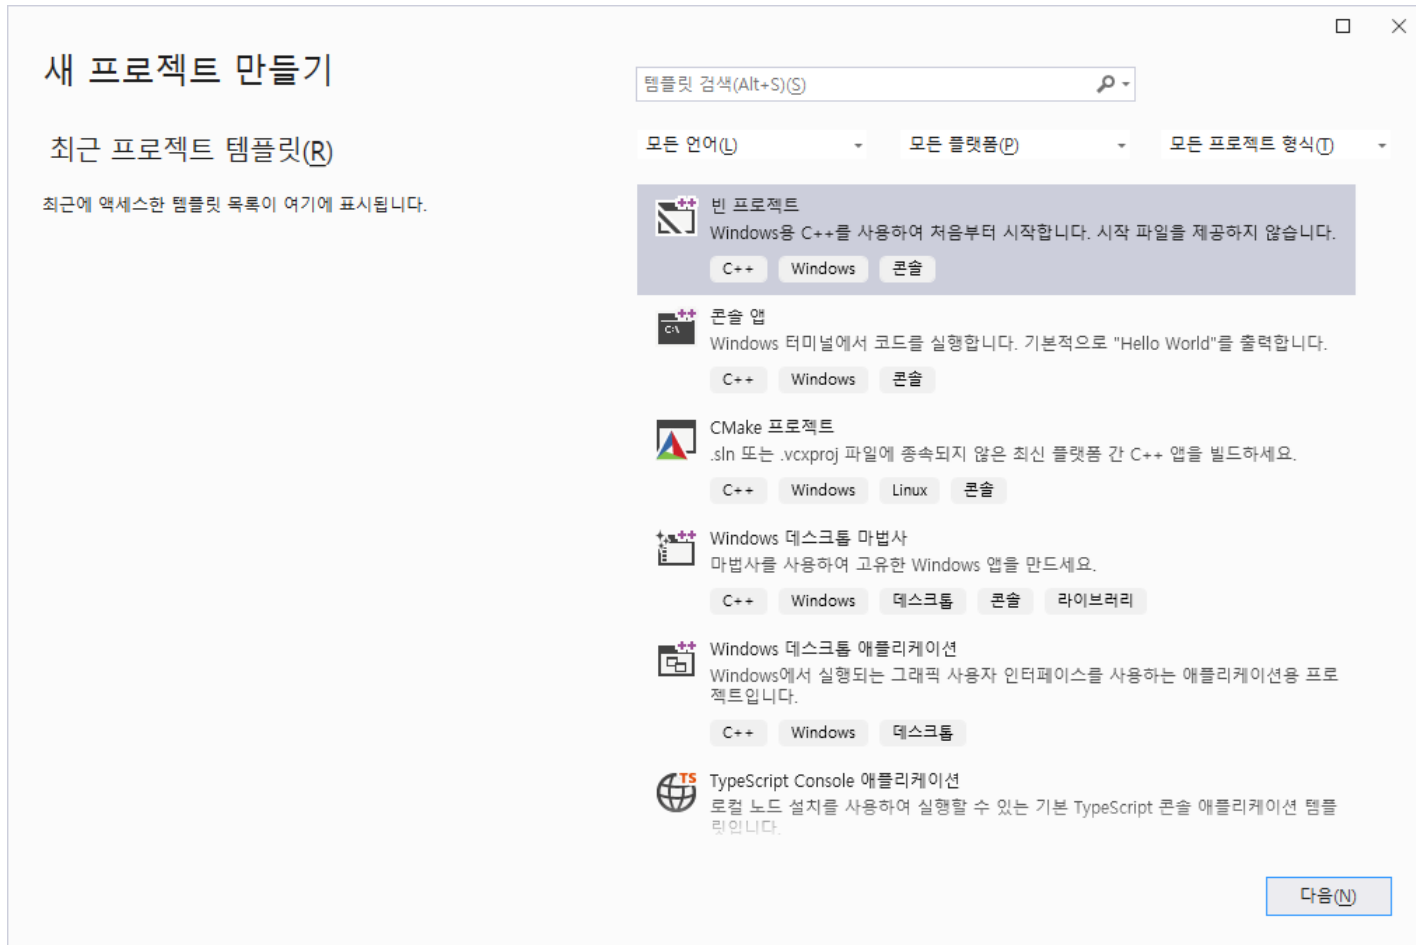 새 프로젝트 만들기
최근 프로젝트 템플릿(R)
최근에 액세스한 템플릿 목록이 여기에 표시됩니다.
템플릿 검색(Alt+S)(S)
모든 언어(L)
모든 플랫폼(P)
모든 프로젝트 형식(T)
빈 프로젝트
Windows용 C++를 사용하여 처음부터 시작합니다. 시작 파일을 제공하지 않습니다.
C++ Windows 콘솔
C:\
콘솔 앱
Windows 터미널에서 코드를 실행합니다. 기본적으로 "Hello World"를 출력합니다.
C++ Windows 콘솔
CMake 프로젝트
.sln 또는 .vcxproj 파일에 종속되지 않은 최신 플랫폼 간 C++ 앱을 빌드하세요.
C++ Windows Linux 콘솔
Windows 데스크톱 마법사
마법사를 사용하여 고유한 Windows 앱을 만드세요.
C++ Windows 데스크톱 콘솔 라이브러리
Windows 데스크톱 애플리케이션
Windows에서 실행되는 그래픽 사용자 인터페이스를 사용하는 애플리케이션용 프로
젝트입니다.
C++ Windows 데스크톱
TS
TypeScript Console 애플리케이션
로컬 노드 설치를 사용하여 실행할 수 있는 기본 TypeScript 콘솔 애플리케이션 템플
릿입니다.
다음(N)